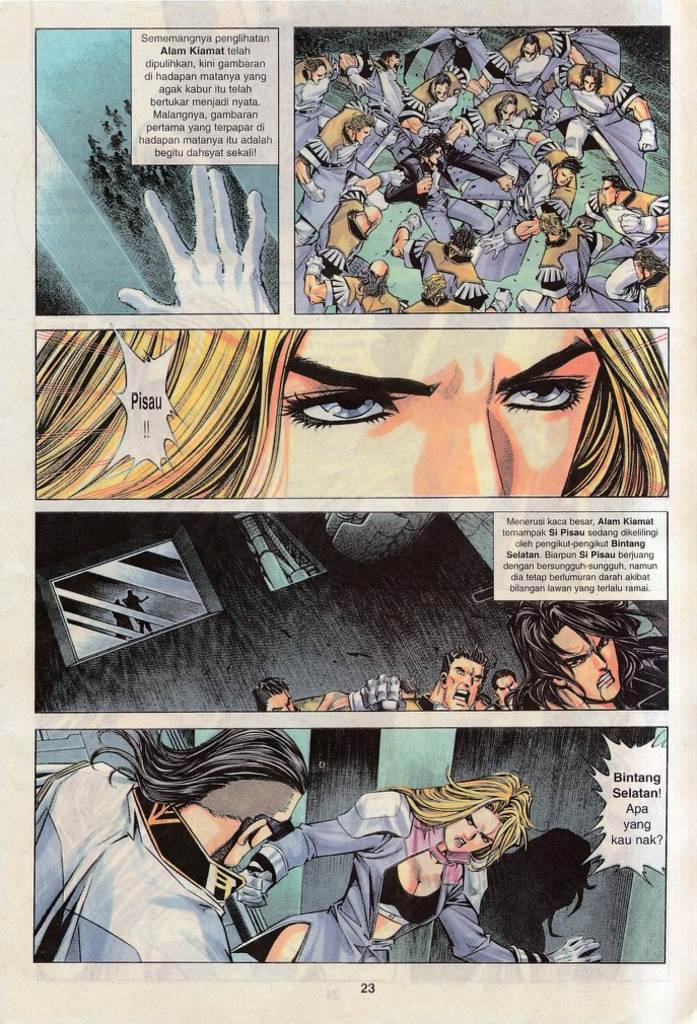 Sememangnya penglihatan
Alam Kiamat telah
dipulihkan, kini gambaran
di hadapan matanya yang
agak kabur itu telah
bertukar menjadi nyata.
Malangnya, gambaran
pertama yang terpapar di
hadapan matanya itu adalah
begitu dahsyat sekali!
Pisau
!!
Menerusi kaca besar, Alam Kiamat
ternampak Si Pisau sedang dikelilingi
oleh pengikut-pengikut Bintang
Selatan. Biarpun Si Pisau berjuang
dengan bersungguh-sungguh, namun
dia tetap berlumuran darah akibat
bilangan lawan yang terlalu ramai.
Bintang
Selatan!
Apa
yang
kau nak?
23